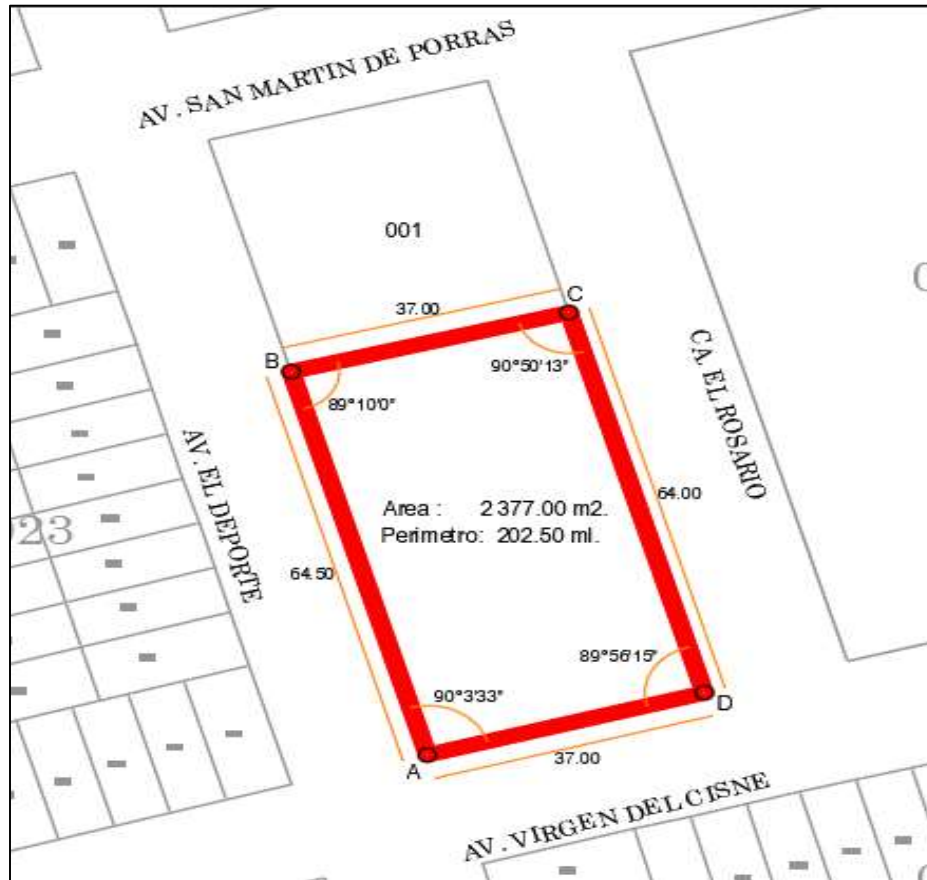 AV. SAN MARTIN DE PORRAS
001
37.00
C
B
90°50'13"
89°10'0"
CA. EL ROSARIO
AV. EL DEPORTE
Area : 2 377.00 m2.
Perimetro: 202.50 ml.
64.00
64.50
89°56'15"
90°3'33"
D
A
37.00
AV. VIRGEN DEL CISNE